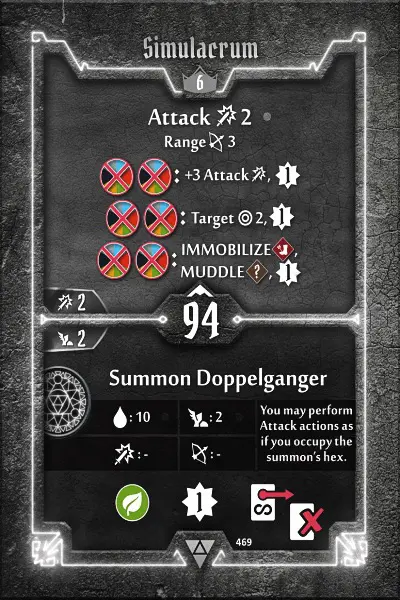 Simulacrum
6
Attack 2
Range 3
: +3 Attack, 1
: Target 2, 1
: IMMOBILIZE,
MUDDLE, 1
2
94
2
Summon Doppelganger
: 10
: 2
: -
: -
You may perform
Attack actions as
if you occupy the
summon's hex.
1
469